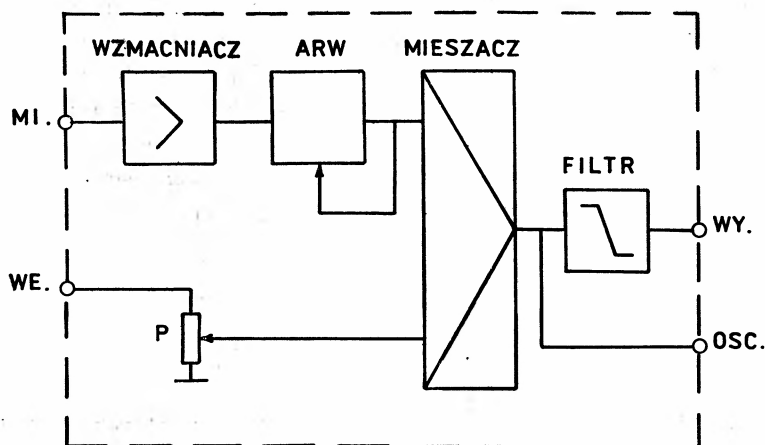 WZMACNIACZ ARW MIESZACZ
MI.
FILTR
WY.
WE.
P
OSC.